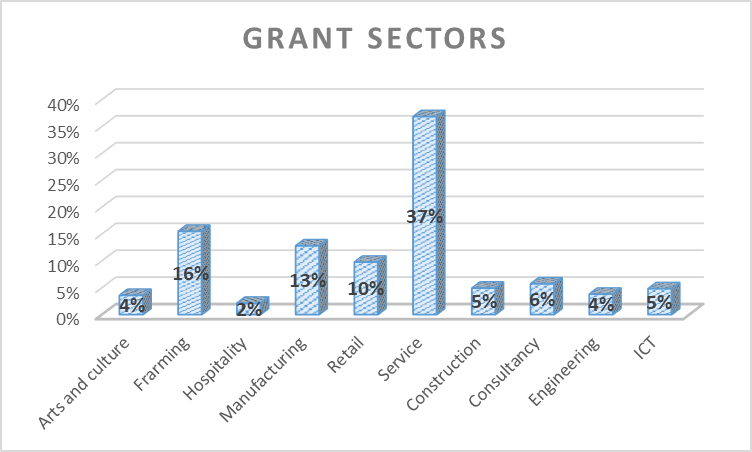 GRANT SECTORS
40%
35%
30%
25%
20%
15%
10%
5%
0%
4%
16%
2%
13%
10%
37%
5%
6%
4%
5%
Arts and culture
Frarming
Hospitality
Manufacturing
Retail
Service
Construction
Consultancy
Engineering
ICT